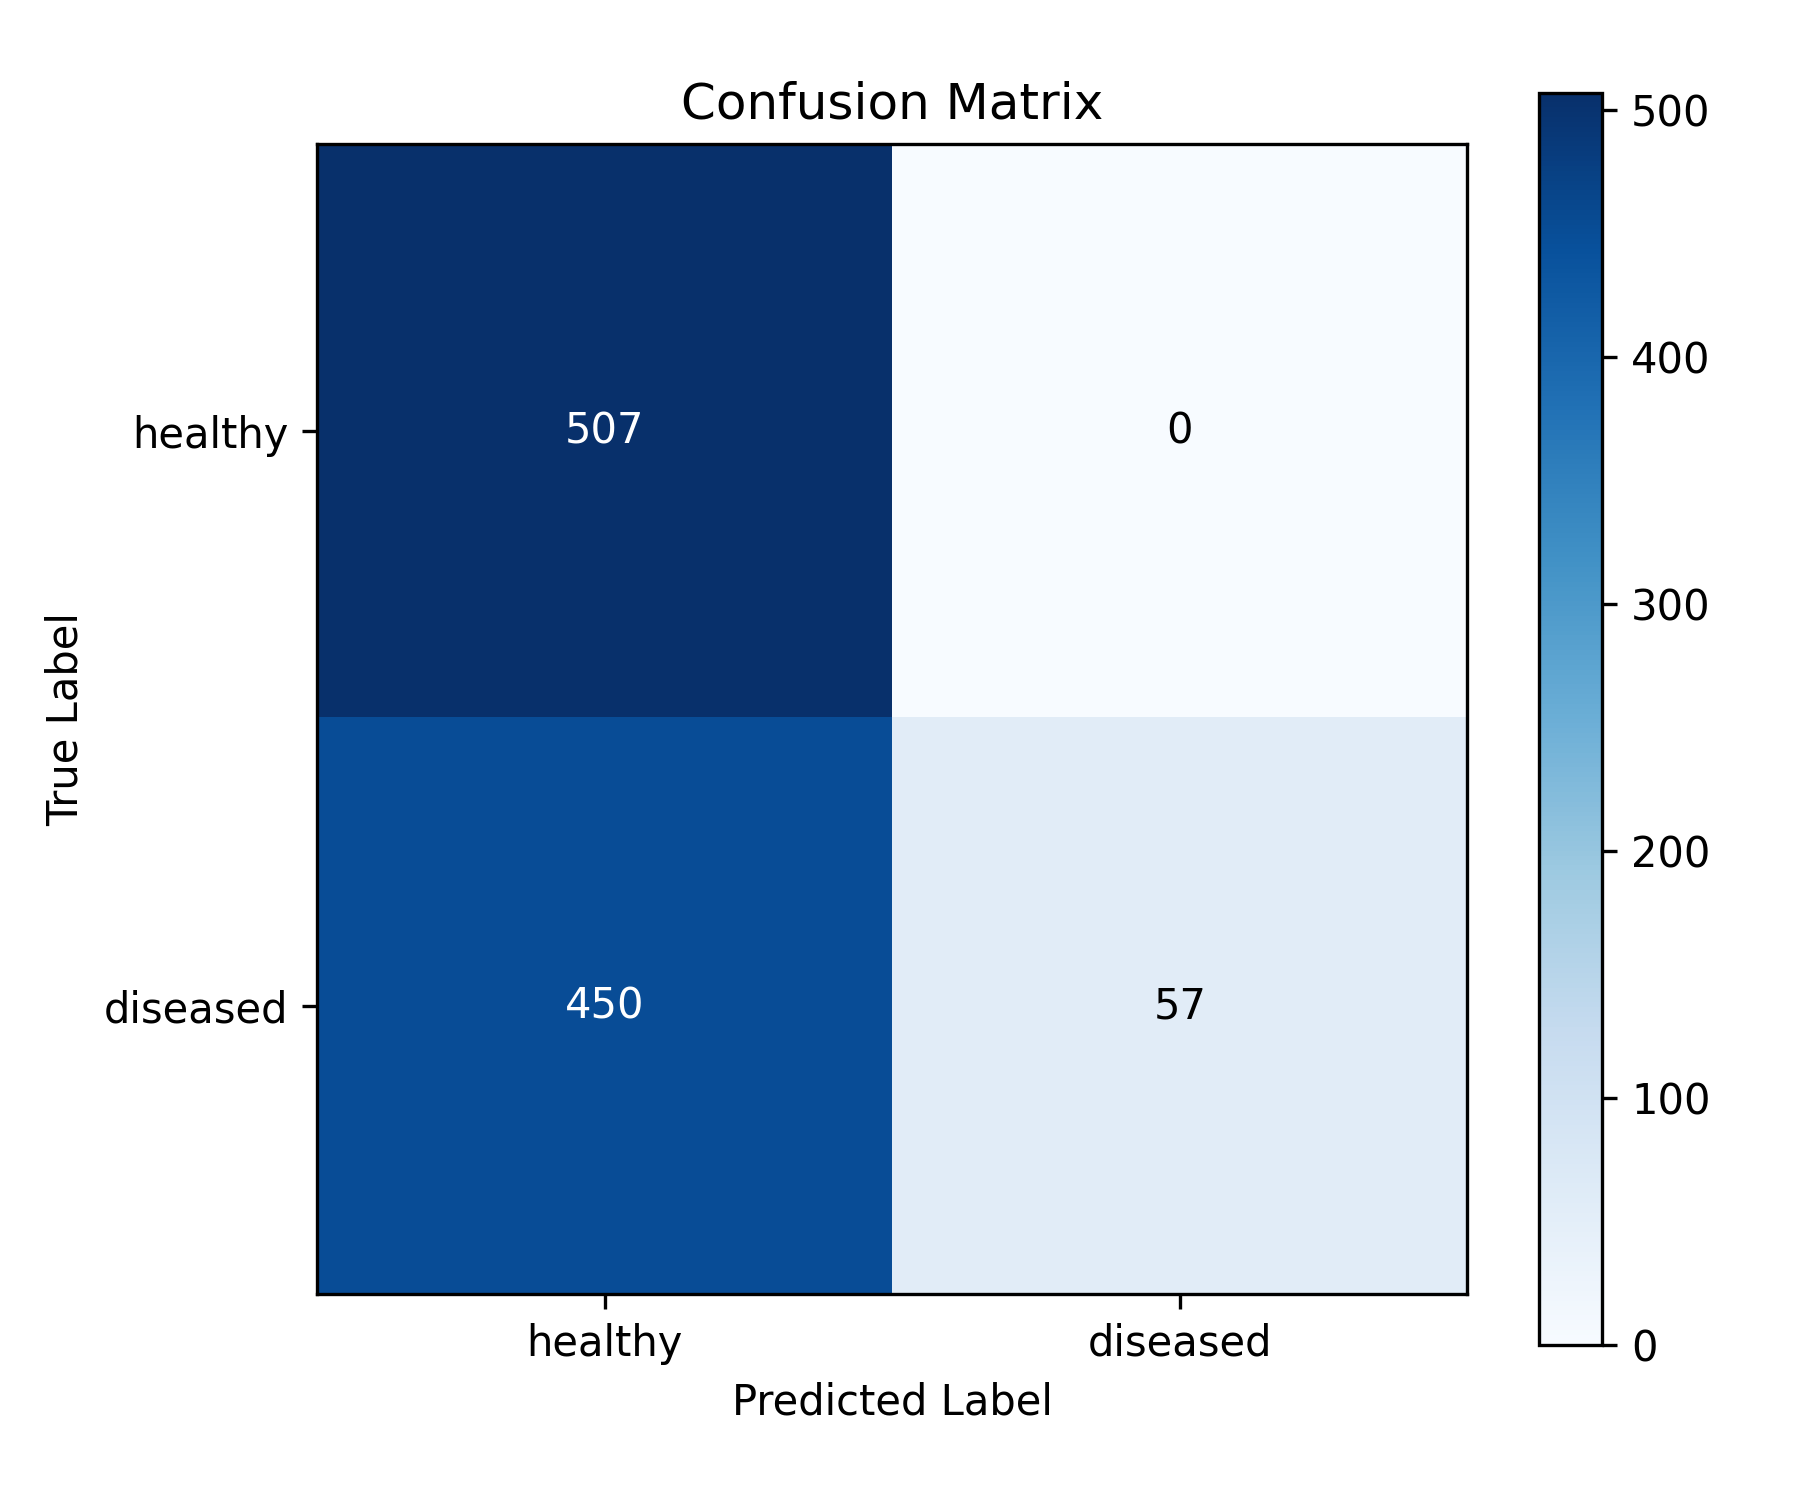 Confusion Matrix
500
400
300
200
100
0
True Label
healthy
507
0
diseased
450
57
healthy
diseased
Predicted Label